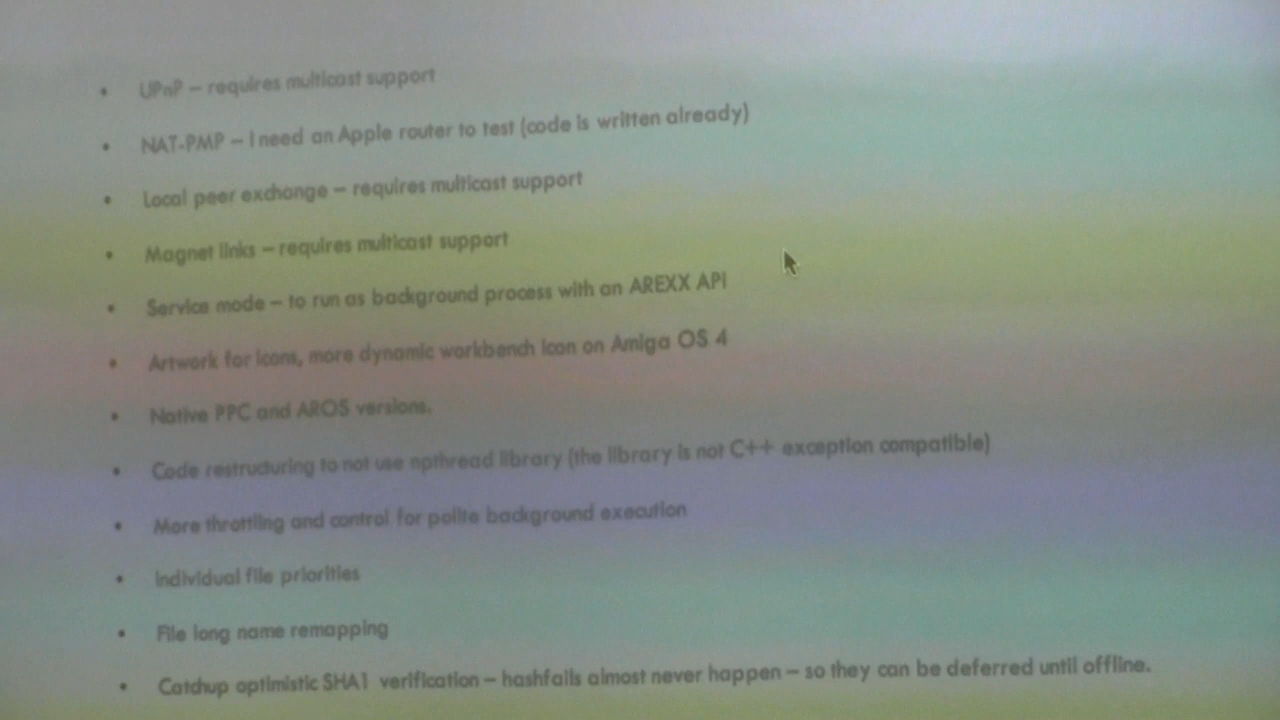 • UPnP – requires multicast support
• NAT-PMP – I need an Apple router to test (code is written already)
• Local peer exchange – requires multicast support
• Magnet links – requires multicast support
• Service mode – to run as background process with an AREXX API
• Artwork for icons, more dynamic workbench icon on Amiga OS 4
• Native PPC and AROS versions.
• Code restructuring to not use npthread library (the library is not C++ exception compatible)
• More throttling and control for polite background execution
• Individual file priorities
• File long name remapping
• Catchup optimistic SHA1 verification – hashfails almost never happen – so they can be deferred until offline.